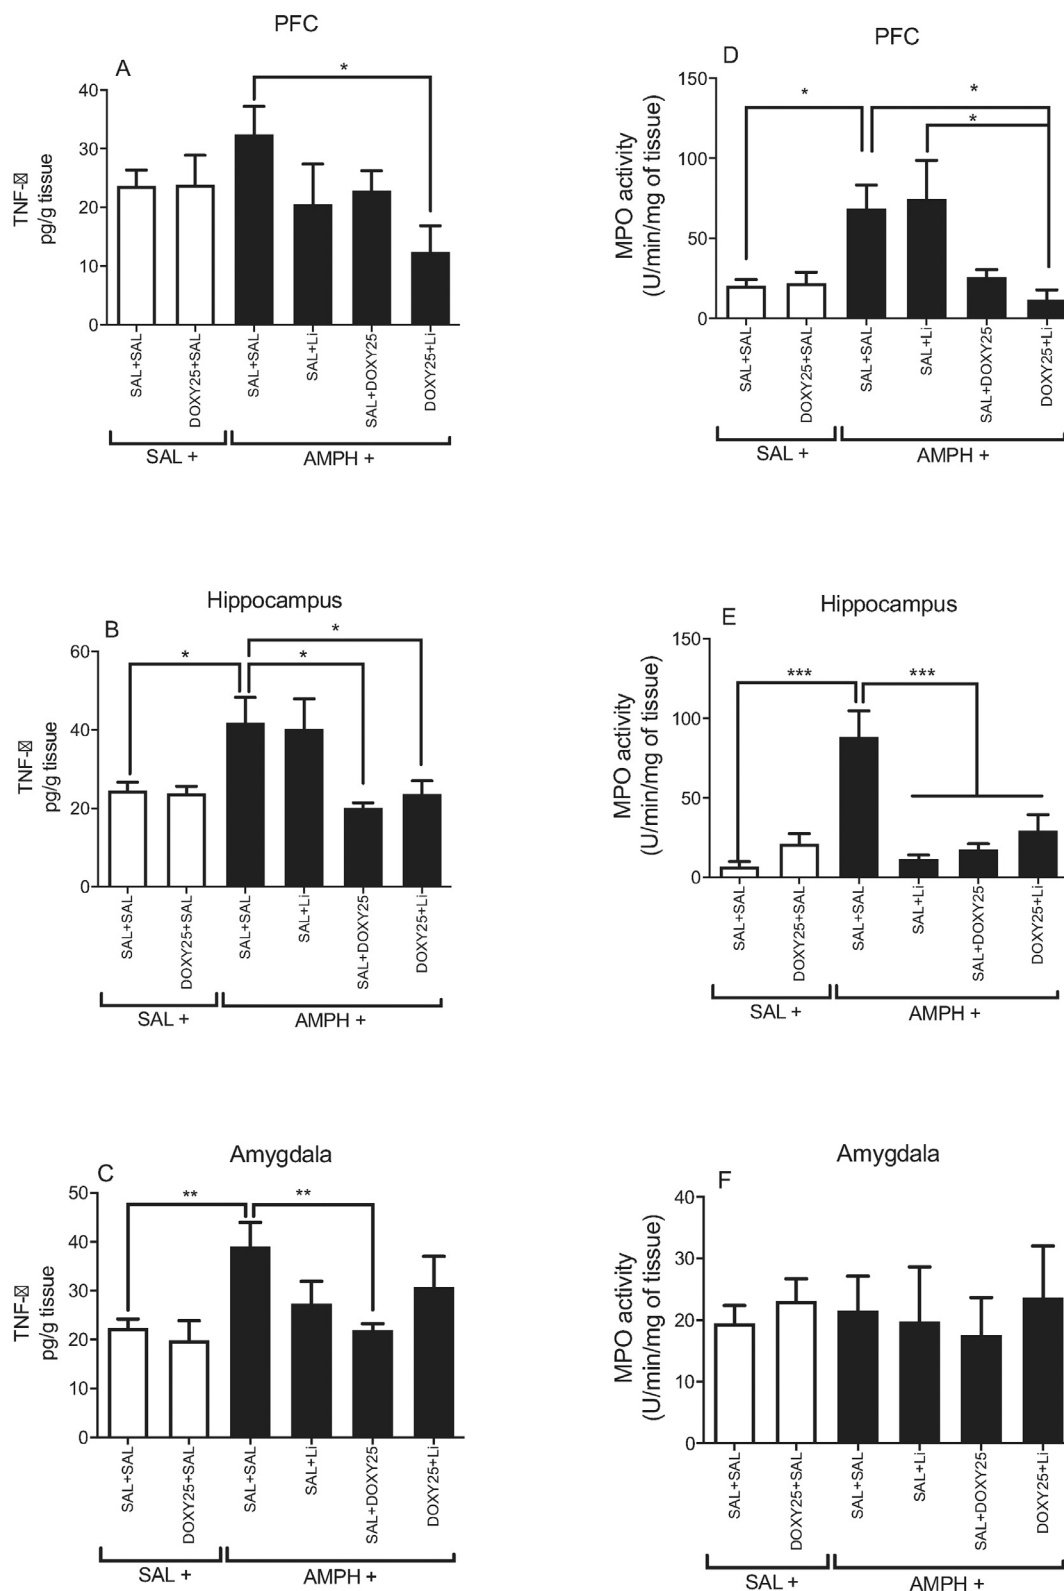 PFC
A
*
40
30
20
10
0
TNF-
pg/g tissue
SAL+SAL
DOXY25+SAL
SAL+SAL
SAL+Li
SAL+DOXY25
DOXY25+Li
SAL +
AMPH +
PFC
D
*
*
*
150
100
50
0
MPO activity
(U/min/mg of tissue)
SAL+SAL
DOXY25+SAL
SAL+SAL
SAL+Li
SAL+DOXY25
DOXY25+Li
SAL +
AMPH +
Hippocampus
B
*
*
*
60
40
20
0
TNF-
pg/g tissue
SAL+SAL
DOXY25+SAL
SAL+SAL
SAL+Li
SAL+DOXY25
DOXY25+Li
SAL +
AMPH +
Hippocampus
E
***
***
150
100
50
0
MPO activity
(U/min/mg of tissue)
SAL+SAL
DOXY25+SAL
SAL+SAL
SAL+Li
SAL+DOXY25
DOXY25+Li
SAL +
AMPH +
Amygdala
C
**
**
50
40
30
20
10
0
TNF-
pg/g tissue
SAL+SAL
DOXY25+SAL
SAL+SAL
SAL+Li
SAL+DOXY25
DOXY25+Li
SAL +
AMPH +
Amygdala
F
40
30
20
10
0
MPO activity
(U/min/mg of tissue)
SAL+SAL
DOXY25+SAL
SAL+SAL
SAL+Li
SAL+DOXY25
DOXY25+Li
SAL +
AMPH +